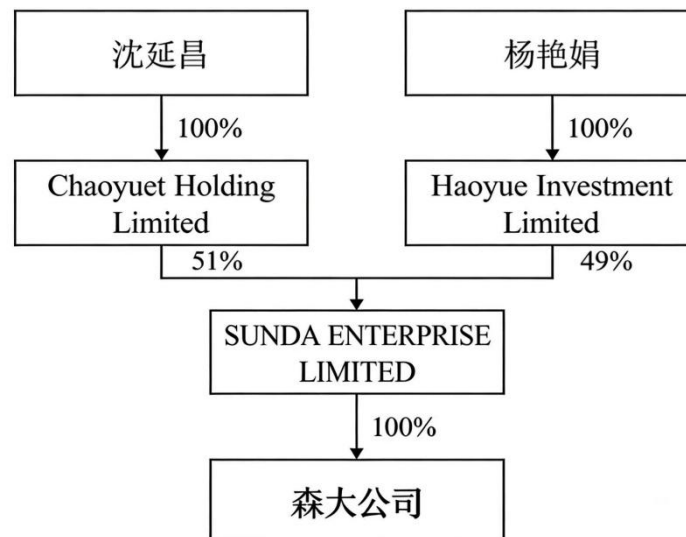 沈延昌
杨艳娟
100%
100%
Chaoyuet Holding
Limited
Haoyue Investment
Limited
51%
49%
SUNDA ENTERPRISE
LIMITED
100%
森大公司